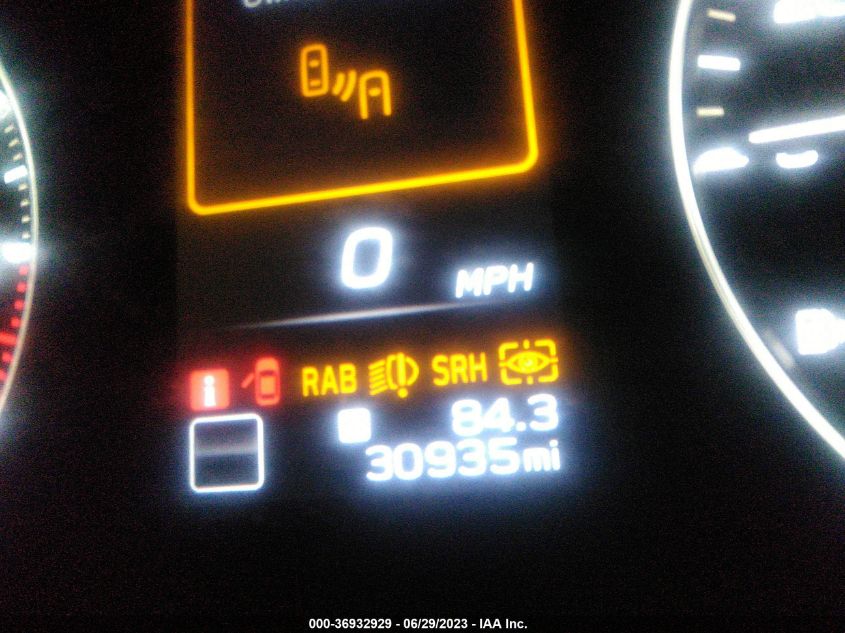 0
MPH
i RAB SRH
84.3
30935mi
000-36932929 - 06/29/2023 - IAA Inc.